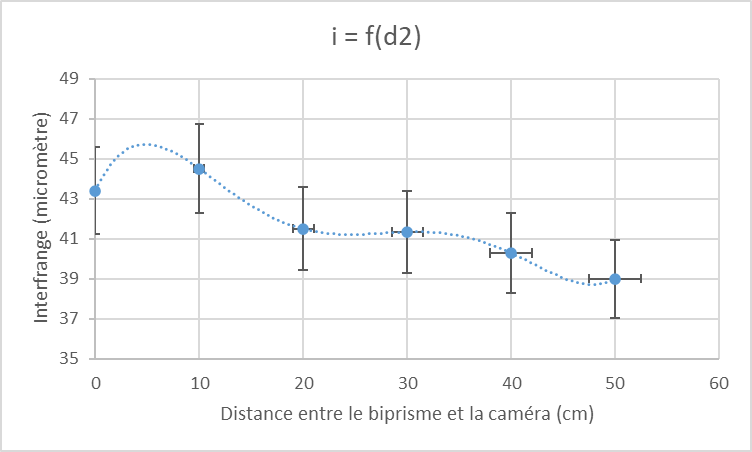 i = f(d2)
49
47
45
43
41
39
37
35
Interfrange (micromètre)
0 10 20 30 40 50 60
Distance entre le biprisme et la caméra (cm)